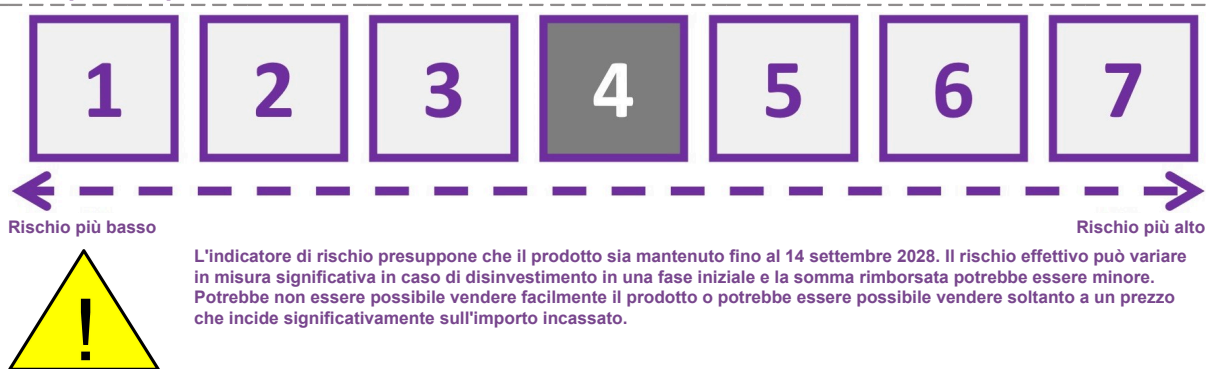 1 2 3 4 5 6 7
Rischio più basso Rischio più alto
L'indicatore di rischio presuppone che il prodotto sia mantenuto fino al 14 settembre 2028. Il rischio effettivo può variare
in misura significativa in caso di disinvestimento in una fase iniziale e la somma rimborsata potrebbe essere minore.
Potrebbe non essere possibile vendere facilmente il prodotto o potrebbe essere possibile vendere soltanto a un prezzo
che incide significativamente sull'importo incassato.
!